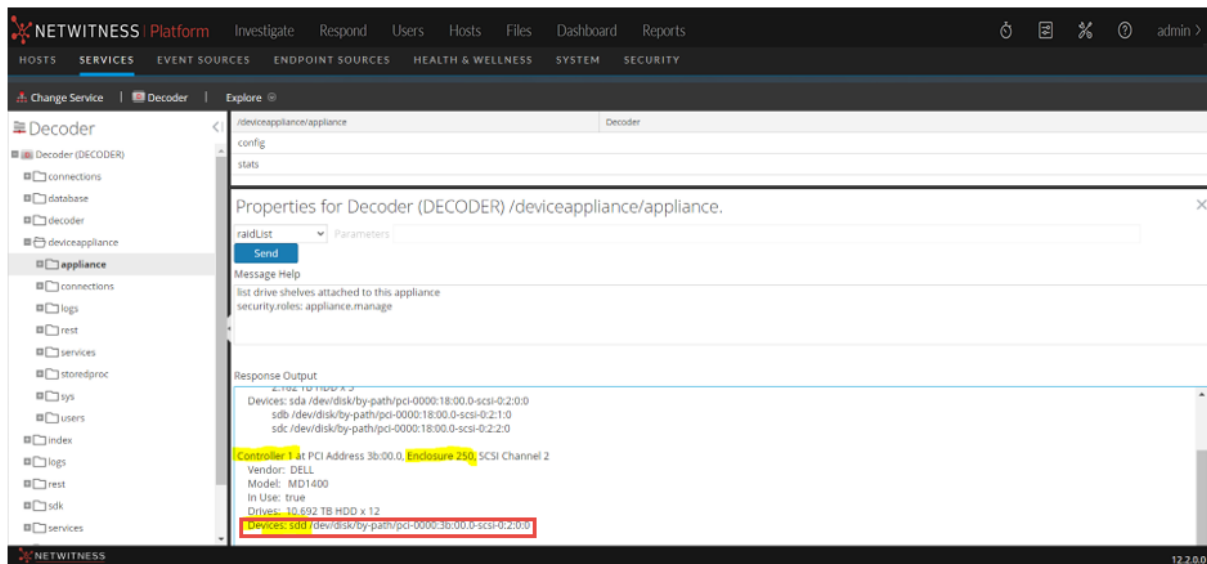 NETWITNESS Platform Investigate Respond Users Hosts Files Dashboard Reports admin >
HOSTS SERVICES EVENT SOURCES ENDPOINT SOURCES HEALTH & WELLNESS SYSTEM SECURITY
Change Service | Decoder | Explore
Decoder
Decoder (DECODER)
connections
database
decoder
deviceappliance
appliance
connections
logs
rest
services
storedproc
sys
users
index
logs
rest
sdk
services
/deviceappliance/appliance Decoder
config
stats
Properties for Decoder (DECODER) /deviceappliance/appliance.
raidList Parameters
Send
Message Help
list drive shelves attached to this appliance
security.roles: appliance.manage
Response Output
2.182 TB HDD x 3
Devices: sda /dev/disk/by-path/pci-0000:18:00.0-scsi-0:2:0:0
sdb /dev/disk/by-path/pci-0000:18:00.0-scsi-0:2:1:0
sdc /dev/disk/by-path/pci-0000:18:00.0-scsi-0:2:2:0
Controller 1 at PCI Address 3b:00.0, Enclosure 250, SCSI Channel 2
Vendor: DELL
Model: MD1400
In Use: true
Drives: 10.692 TB HDD x 12
Devices: sdd /dev/disk/by-path/pci-0000:3b:00.0-scsi-0:2:0:0
NETWITNESS 12.2.0.0